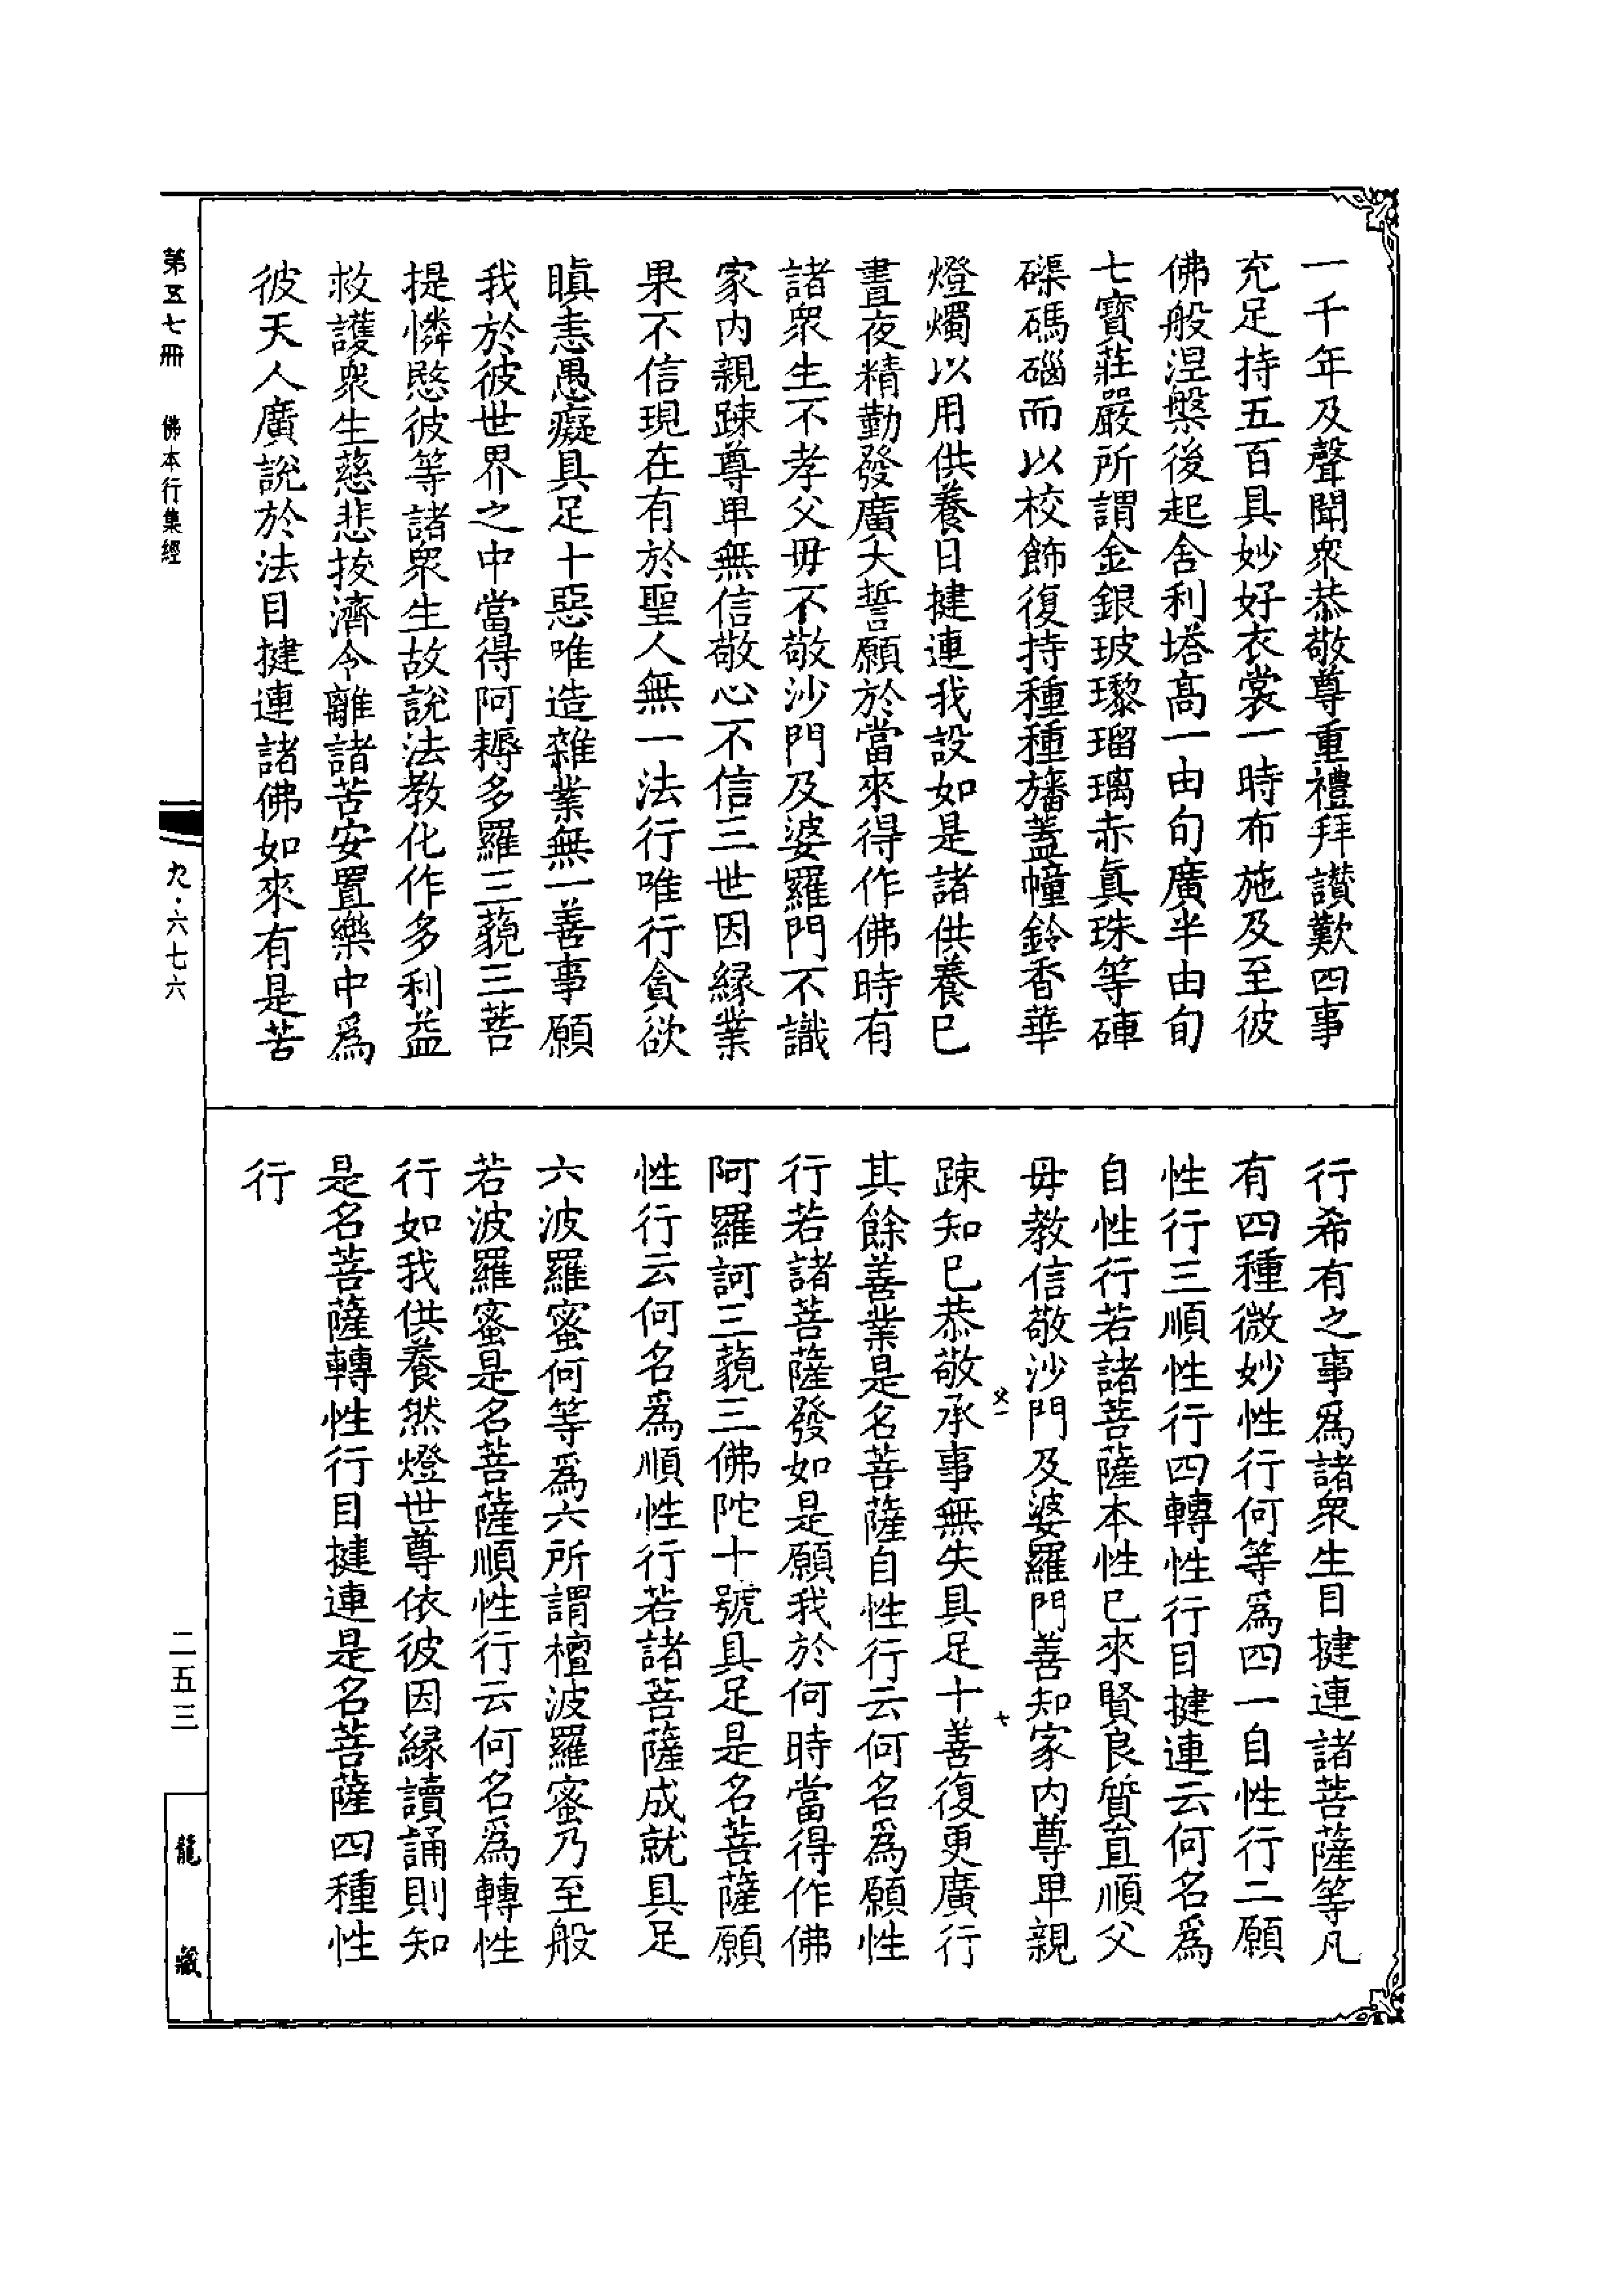 一千年及聲聞衆恭敬尊重禮拜讃歎四事
充足持五百具妙好衣裳一時布施及至彼
佛般涅槃後起舍利塔高一由旬廣半由旬
七寶莊嚴所謂金銀玻瓈瑠璃赤真珠等硨
磲碼碯而以校飾復持種種旛蓋幢鈴香華
燈燭以用供養日揵連我設如是諸供養已
晝夜精勤發廣大誓願於當來得作佛時有
諸衆生不孝父毋不敬沙門及婆羅門不識
家内親踈尊卑無信敬心不信三世因緣業
果不信現在有於聖人無一法行唯行貪欲
瞋恚愚癡具足十惡唯造雜業無一善事願
我於彼世界之中當得阿耨多羅三藐三菩
提憐愍彼等諸衆生故說法教化作多利益
救護衆生慈悲拔濟令離諸苦安置樂中爲
彼天人廣說於法目揵連諸佛如來有是苦
行希有之事爲諸衆生目揵連諸菩薩等凡
有四種微妙性行何等爲四一自性行二願
性行三順性行四轉性行目揵連云何名爲
自性行若諸菩薩本性已來賢良質直順父
毋教信敬沙門及婆羅門善知家内尊卑親
父一 七
踈知已恭敬承事無失具足十善復更廣行
其餘善業是名菩薩自性行云何名爲願性
行若諸菩薩發如是願我於何時當得作佛
阿羅訶三藐三佛陀十號具足是名菩薩願
性行云何名爲順性行若諸菩薩成就具足
六波羅蜜何等爲六所謂檀波羅蜜乃至般
若波羅蜜是名菩薩順性行云何名爲轉性
行如我供養然燈世尊依彼因緣讀誦則知
是名菩薩轉性行目揵連是名菩薩四種性
行
第五七冊 佛本行集經
九·六七六
二五三
龍藏